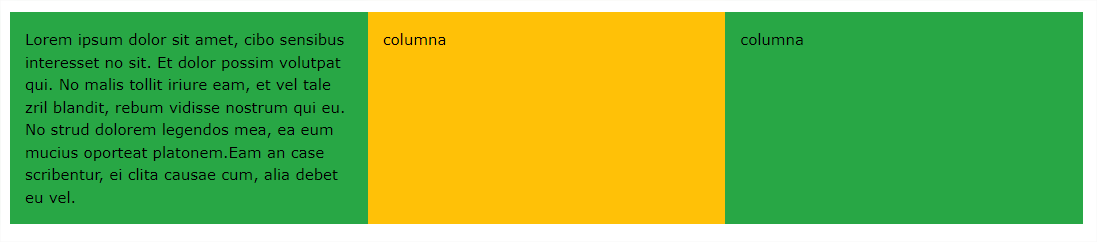 Lorem ipsum dolor sit amet, cibo sensibus
interesset no sit. Et dolor possim volutpat
qui. No malis tollit iriure eam, et vel tale
zril blandit, rebum vidisse nostrum qui eu.
No strud dolorem legendos mea, ea eum
mucius oporteat platonem.Eam an case
scribentur, ei clita causae cum, alia debet
eu vel.
columna
columna